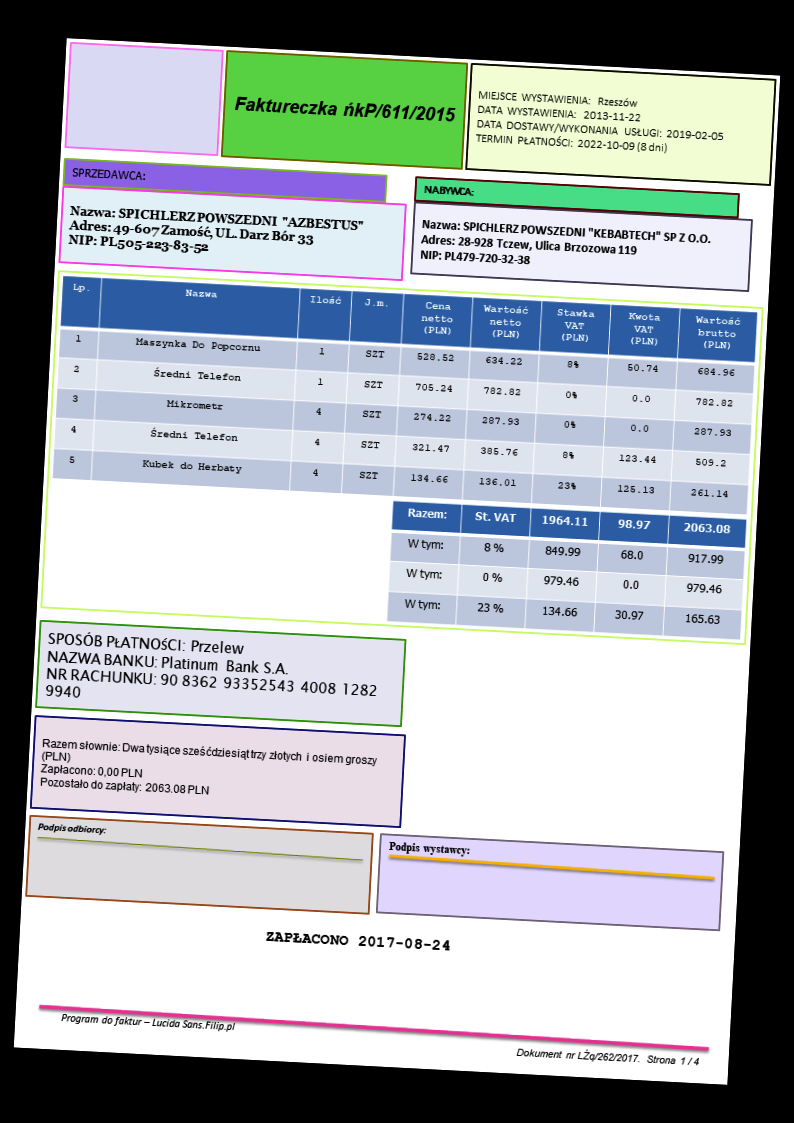 Faktureczka ńkP/611/2015
MIEJSCE WYSTAWIENIA: Rzeszów
DATA WYSTAWIENIA: 2013-11-22
DATA DOSTAWY/WYKONANIA USŁUGI: 2019-02-05
TERMIN PŁATNOŚCI: 2022-10-09 (8 dni)
SPRZEDAWCA:
Nazwa: SPICHLERZ POWSZEDNI "AZBESTUS"
Adres: 49-607 Zamość, UL. Darz Bór 33
NIP: PL505-223-83-52
NABYWCA:
Nazwa: SPICHLERZ POWSZEDNI "KEBABTECH" SP Z O.O.
Adres: 28-928 Tczew, Ulica Brzozowa 119
NIP: PL479-720-32-38
Lp. Nazwa Ilość J.m. Cena netto (PLN) Wartość netto (PLN) Stawka VAT (PLN) Kwota VAT (PLN) Wartość brutto (PLN)
1 Maszynka Do Popcornu 1 SZT 528.52 634.22 8% 50.74 684.96
2 Średni Telefon 1 SZT 705.24 782.82 0% 0.0 782.82
3 Mikrometr 4 SZT 274.22 287.93 0% 0.0 287.93
4 Średni Telefon 4 SZT 321.47 385.76 8% 123.44 509.2
5 Kubek do Herbaty 4 SZT 134.66 136.01 23% 125.13 261.14
Razem: St. VAT 1964.11 98.97 2063.08
W tym: 8 % 849.99 68.0 917.99
W tym: 0 % 979.46 0.0 979.46
W tym: 23 % 134.66 30.97 165.63
SPOSÓB PŁATNOŚCI: Przelew
NAZWA BANKU: Platinum Bank S.A.
NR RACHUNKU: 90 8362 93352543 4008 1282
9940
Razem słownie: Dwa tysiące sześćdziesiąt trzy złotych i osiem groszy
(PLN)
Zapłacono: 0,00 PLN
Pozostało do zapłaty: 2063.08 PLN
Podpis odbiorcy:
Podpis wystawcy:
ZAPŁACONO 2017-08-24
Program do faktur – Lucida Sans.Filip.pl
Dokument nr LŻq/262/2017. Strona 1 / 4